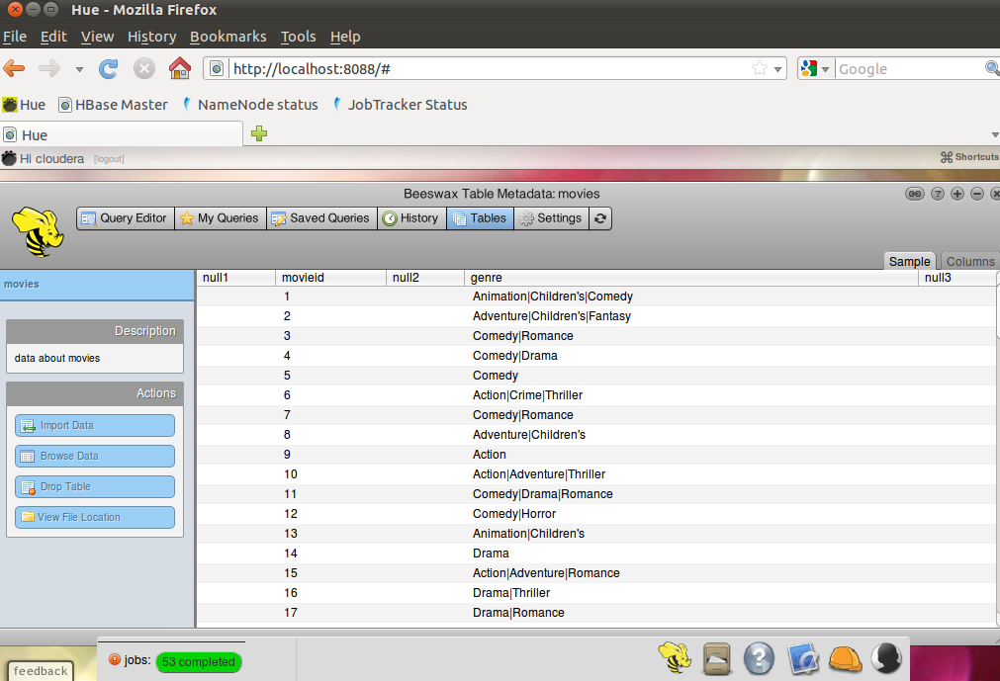 Hue - Mozilla Firefox
File Edit View History Bookmarks Tools Help
http://localhost:8088/# Google
Hue HBase Master NameNode status JobTracker Status
Hue
Hi cloudera [logout] Shortcuts
Beeswax Table Metadata: movies
Query Editor My Queries Saved Queries History Tables Settings
Sample Columns
movies
null1 movieid null2 genre null3
1 Animation|Children's|Comedy
2 Adventure|Children's|Fantasy
Description
3 Comedy|Romance
data about movies
4 Comedy|Drama
5 Comedy
Actions
6 Action|Crime|Thriller
Import Data
7 Comedy|Romance
8 Adventure|Children's
Browse Data
9 Action
10 Action|Adventure|Thriller
Drop Table
11 Comedy|Drama|Romance
View File Location
12 Comedy|Horror
13 Animation|Children's
14 Drama
15 Action|Adventure|Romance
16 Drama|Thriller
17 Drama|Romance
jobs: 53 completed
feedback